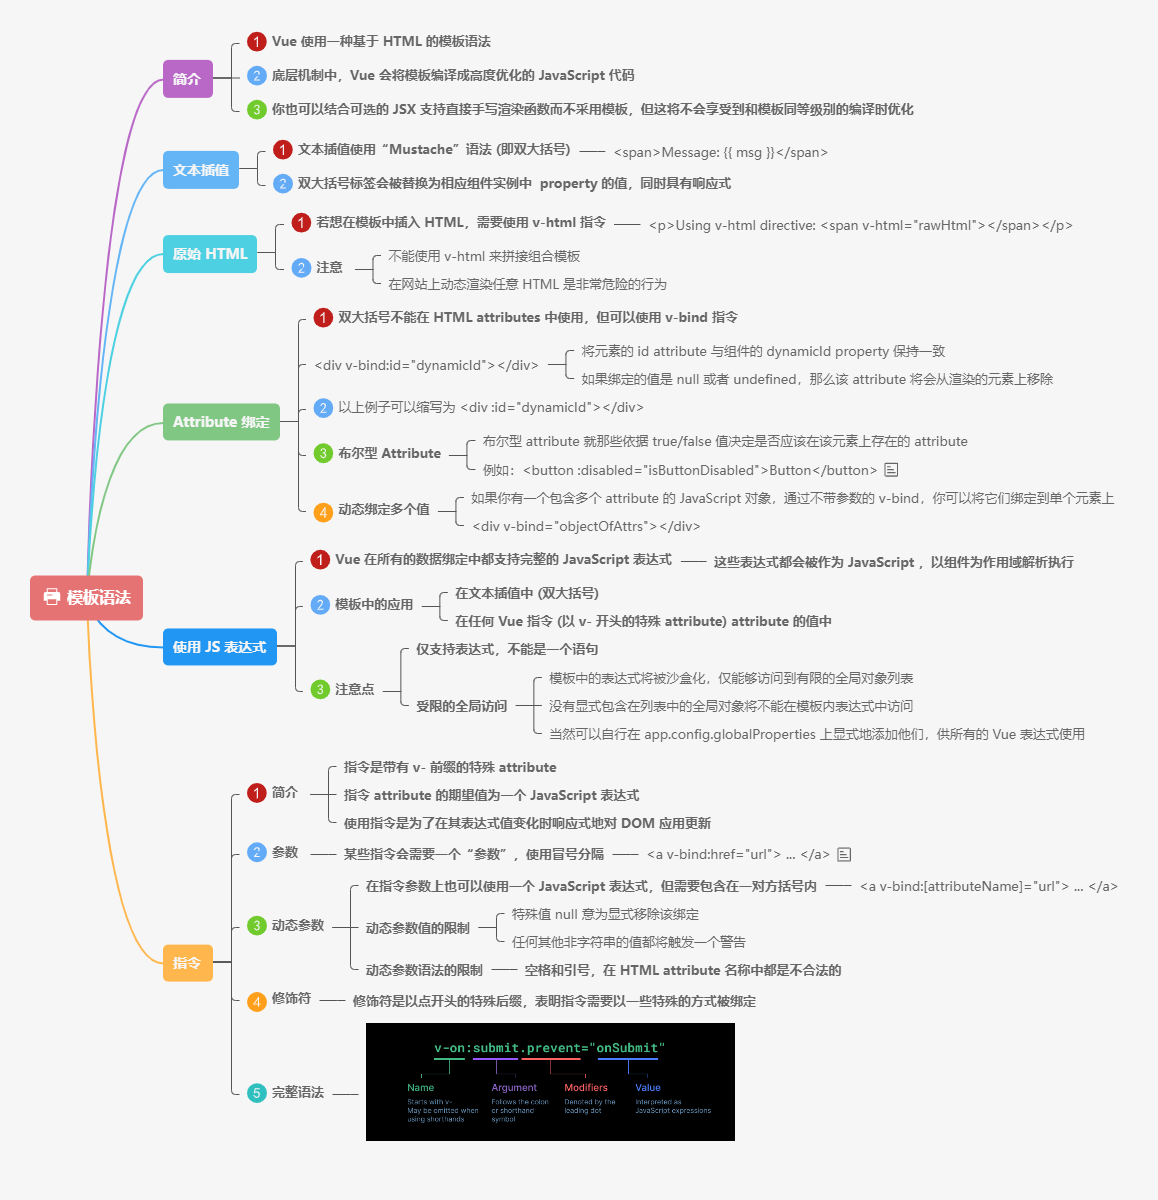 模板语法
简介
1 Vue 使用一种基于 HTML 的模板语法
2 底层机制中，Vue 会将模板编译成高度优化的 JavaScript 代码
3 你也可以结合可选的 JSX 支持直接手写渲染函数而不采用模板，但这将不会享受到和模板同等级别的编译时优化
文本插值
1 文本插值使用“Mustache”语法 (即双大括号)
<span>Message: {{ msg }}</span>
2 双大括号标签会被替换为相应组件实例中 property 的值，同时具有响应式
原始 HTML
1 若想在模板中插入 HTML，需要使用 v-html 指令
<p>Using v-html directive: <span v-html="rawHtml"></span></p>
2 注意
不能使用 v-html 来拼接组合模板
在网站上动态渲染任意 HTML 是非常危险的行为
Attribute 绑定
1 双大括号不能在 HTML attributes 中使用，但可以使用 v-bind 指令
<div v-bind:id="dynamicId"></div>
将元素的 id attribute 与组件的 dynamicId property 保持一致
如果绑定的值是 null 或者 undefined，那么该 attribute 将会从渲染的元素上移除
2 以上例子可以缩写为 <div :id="dynamicId"></div>
3 布尔型 Attribute
布尔型 attribute 就那些依据 true/false 值决定是否应该在该元素上存在的 attribute
例如：<button :disabled="isButtonDisabled">Button</button>
4 动态绑定多个值
如果你有一个包含多个 attribute 的 JavaScript 对象，通过不带参数的 v-bind，你可以将它们绑定到单个元素上
<div v-bind="objectOfAttrs"></div>
使用 JS 表达式
1 Vue 在所有的数据绑定中都支持完整的 JavaScript 表达式
这些表达式都会被作为 JavaScript ，以组件为作用域解析执行
2 模板中的应用
在文本插值中 (双大括号)
在任何 Vue 指令 (以 v- 开头的特殊 attribute) attribute 的值中
3 注意点
仅支持表达式，不能是一个语句
受限的全局访问
模板中的表达式将被沙盒化，仅能够访问到有限的全局对象列表
没有显式包含在列表中的全局对象将不能在模板内表达式中访问
当然可以自行在 app.config.globalProperties 上显式地添加他们，供所有的 Vue 表达式使用
指令
1 简介
指令是带有 v- 前缀的特殊 attribute
指令 attribute 的期望值为一个 JavaScript 表达式
使用指令是为了在其表达式值变化时响应式地对 DOM 应用更新
2 参数
某些指令会需要一个“参数”，使用冒号分隔
<a v-bind:href="url"> ... </a>
3 动态参数
在指令参数上也可以使用一个 JavaScript 表达式，但需要包含在一对方括号内
<a v-bind:[attributeName]="url"> ... </a>
动态参数值的限制
特殊值 null 意为显式移除该绑定
任何其他非字符串的值都将触发一个警告
动态参数语法的限制
空格和引号，在 HTML attribute 名称中都是不合法的
4 修饰符
修饰符是以点开头的特殊后缀，表明指令需要以一些特殊的方式被绑定
5 完整语法
v-on:submit.prevent="onSubmit"
Name
Starts with v-
May be omitted when
using shorthands
Argument
Follows the colon
or shorthand
symbol
Modifiers
Denoted by the
leading dot
Value
Interpreted as
JavaScript expressions